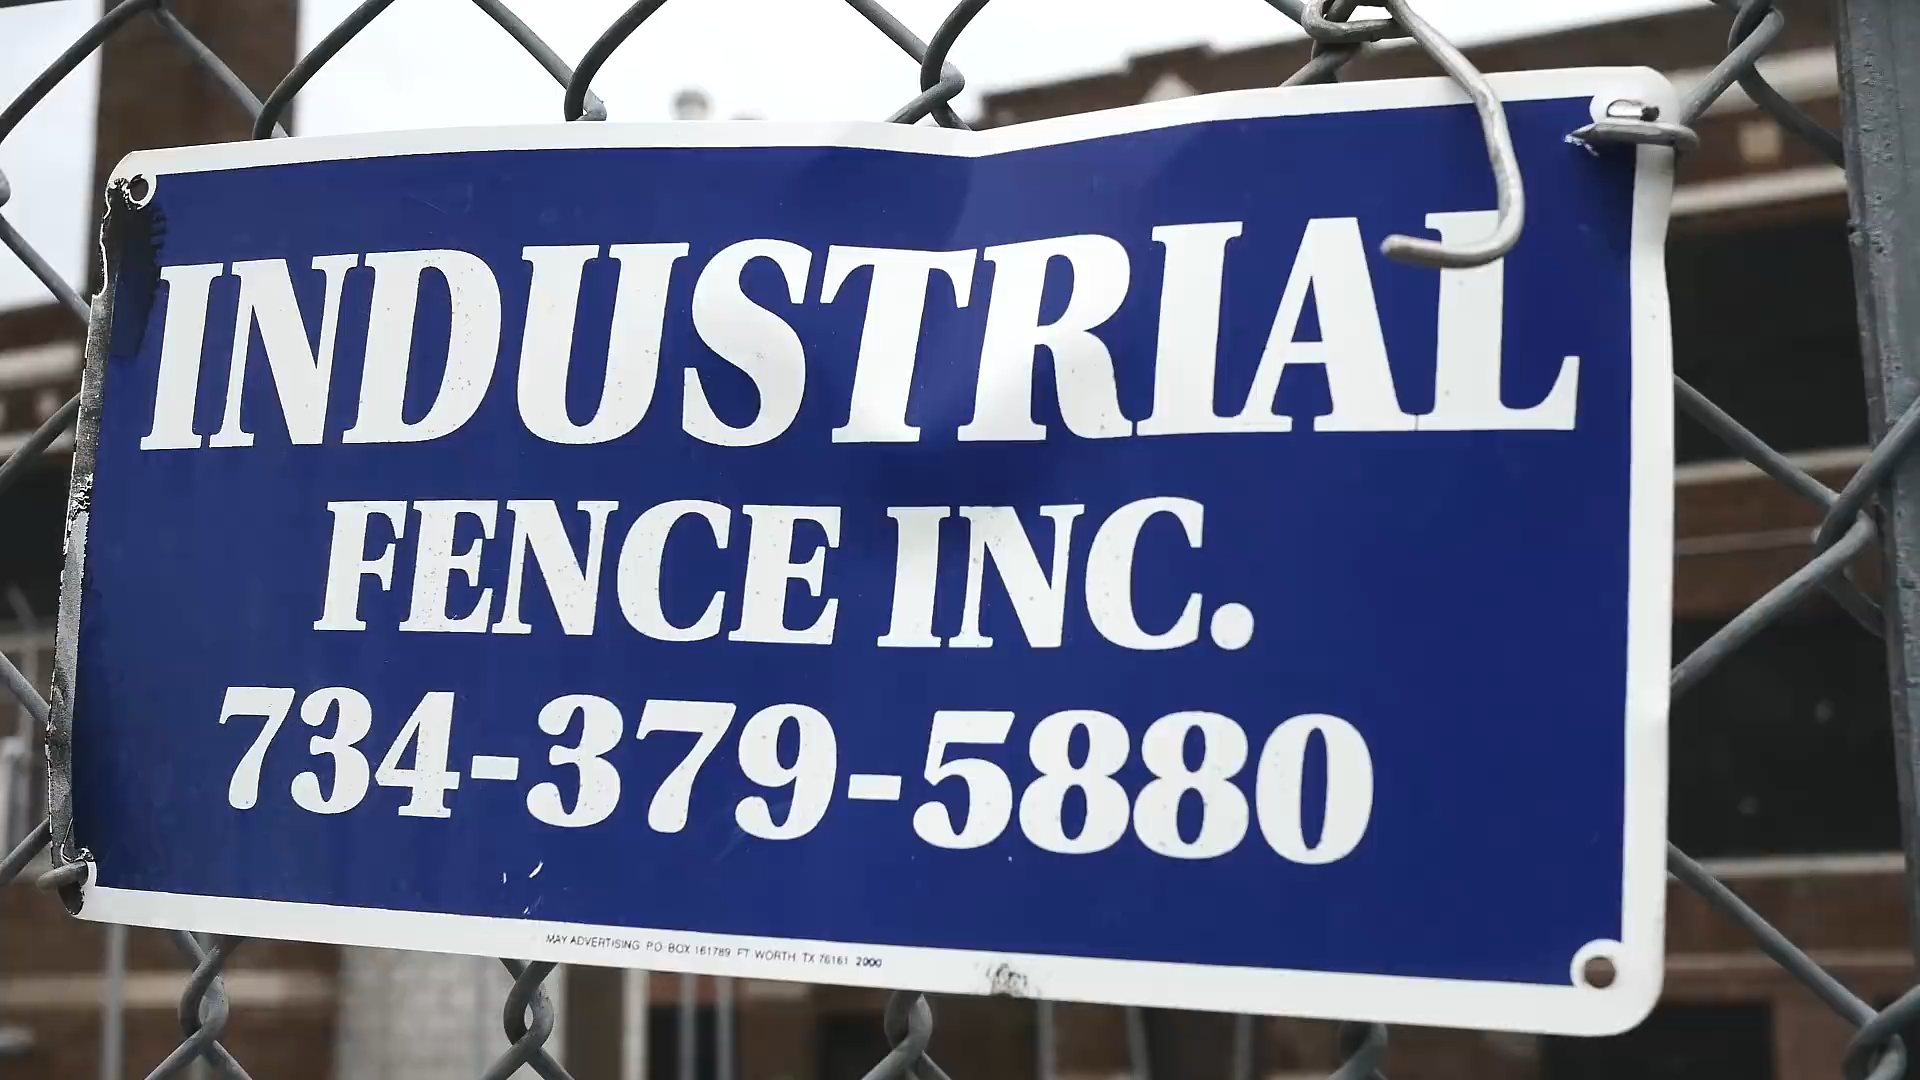 INDUSTRIAL
FENCE INC.
734-379-5880
MAY ADVERTISING P.O. BOX 161789 FT. WORTH TX 76161 2000